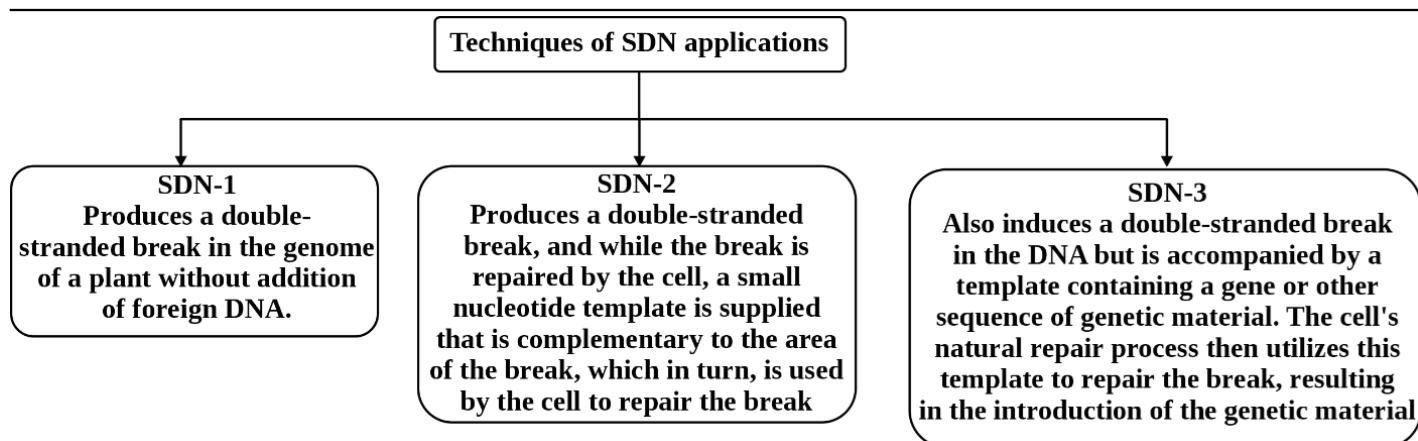 Techniques of SDN applications
SDN-1
Produces a double-
stranded break in the genome
of a plant without addition
of foreign DNA.
SDN-2
Produces a double-stranded
break, and while the break is
repaired by the cell, a small
nucleotide template is supplied
that is complementary to the area
of the break, which in turn, is used
by the cell to repair the break
SDN-3
Also induces a double-stranded break
in the DNA but is accompanied by a
template containing a gene or other
sequence of genetic material. The cell's
natural repair process then utilizes this
template to repair the break, resulting
in the introduction of the genetic material